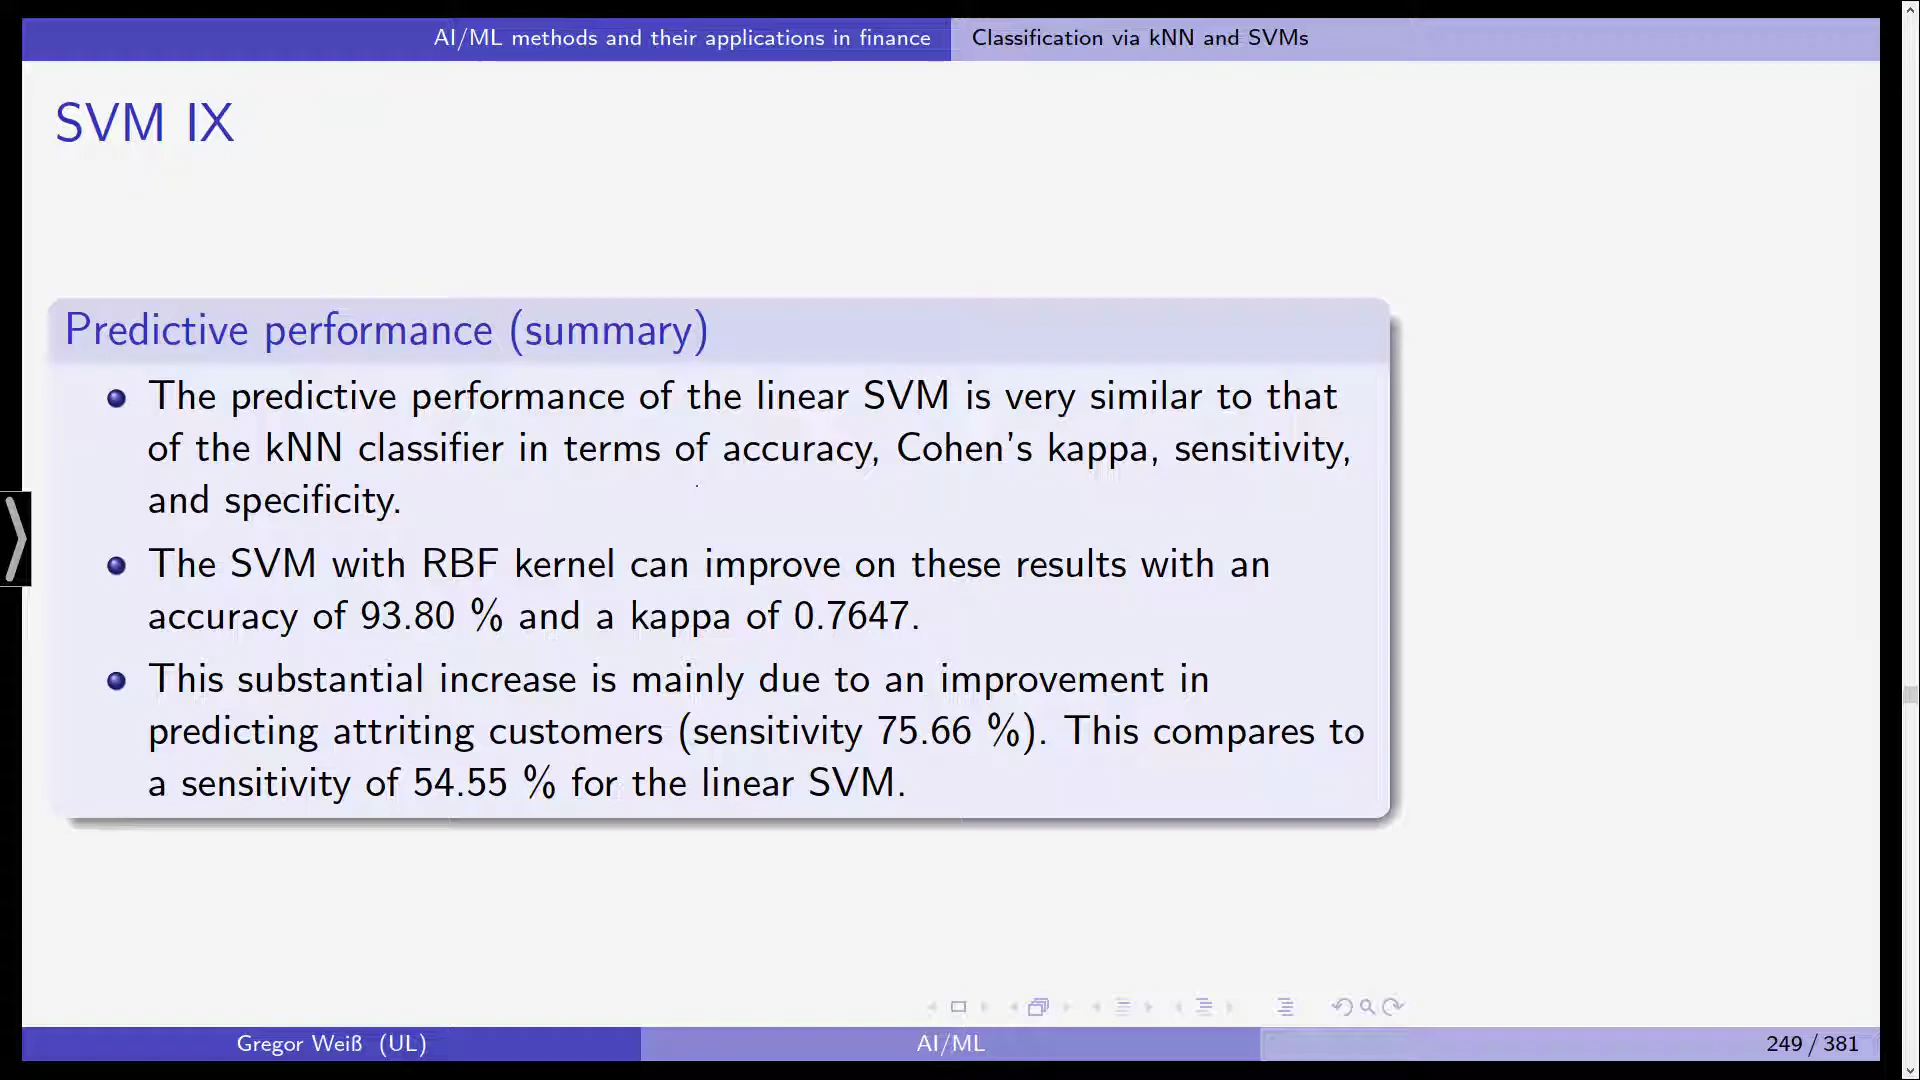 AI/ML methods and their applications in finance
Classification via kNN and SVMs
SVM IX
Predictive performance (summary)
The predictive performance of the linear SVM is very similar to that
of the kNN classifier in terms of accuracy, Cohen's kappa, sensitivity,
and specificity.
The SVM with RBF kernel can improve on these results with an
accuracy of 93.80 % and a kappa of 0.7647.
This substantial increase is mainly due to an improvement in
predicting attriting customers (sensitivity 75.66 %). This compares to
a sensitivity of 54.55 % for the linear SVM.
Gregor Weiß (UL)
AI/ML
249 / 381